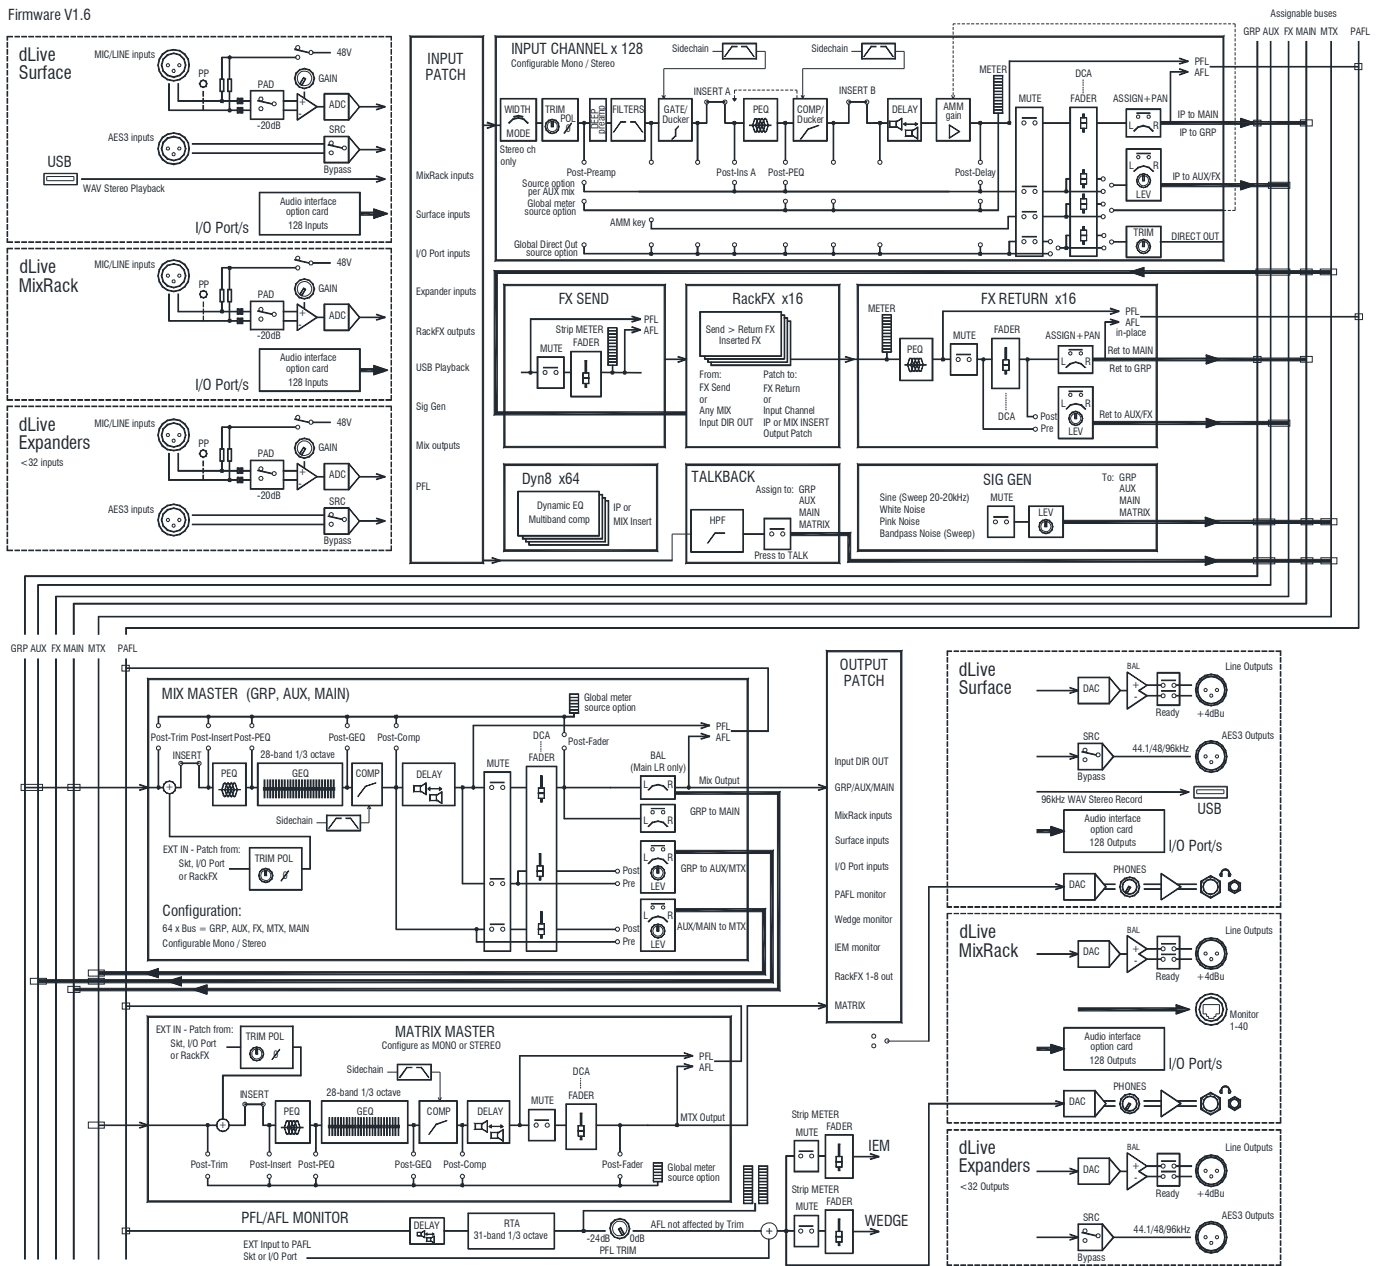 Firmware V1.6
Assignable buses
GRP AUX FX MAIN MTX PAFL
dLive
Surface
MIC/LINE inputs
48V
PP
GAIN
PAD
-20dB
ADC
AES3 inputs
SRC
Bypass
USB
WAV Stereo Playback
Audio interface
option card
128 Inputs
I/O Port/s
dLive
MixRack
MIC/LINE inputs
48V
PP
GAIN
PAD
-20dB
ADC
Audio interface
option card
128 Inputs
I/O Port/s
dLive
Expanders
<32 inputs
MIC/LINE inputs
48V
PP
GAIN
PAD
-20dB
ADC
AES3 inputs
SRC
Bypass
INPUT
PATCH
MixRack inputs
Surface inputs
I/O Port inputs
Expander inputs
RackFX outputs
USB Playback
Sig Gen
Mix outputs
PFL
INPUT CHANNEL x 128
Configurable Mono / Stereo
Sidechain
Sidechain
WIDTH
MODE
Stereo ch
only
TRIM
POL
DEEP
preamp
FILTERS
GATE/
Ducker
INSERT A
PEQ
COMP/
Ducker
INSERT B
DELAY
AMM
gain
METER
MUTE
DCA
FADER
PFL
AFL
ASSIGN+PAN
L R
IP to MAIN
IP to GRP
L R
LEV
IP to AUX/FX
TRIM
DIRECT OUT
Post-Preamp
Post-Ins A
Post-PEQ
Post-Delay
Source option
per AUX mix
Global meter
source option
AMM key
Global Direct Out
source option
FX SEND
PFL
AFL
Strip METER
MUTE
FADER
RackFX x16
Send > Return FX
Inserted FX
From:
FX Send
or
Any MIX
Input DIR OUT
Patch to:
FX Return
or
Input Channel
IP or MIX INSERT
Output Patch
FX RETURN x16
METER
PEQ
MUTE
FADER
DCA
PFL
AFL
in-place
ASSIGN+PAN
L R
Ret to MAIN
Ret to GRP
Post
Pre
L R
LEV
Ret to AUX/FX
Dyn8 x64
Dynamic EQ
Multiband comp
IP or
MIX Insert
TALKBACK
Assign to: GRP
AUX
MAIN
MATRIX
HPF
Press to TALK
SIG GEN
Sine (Sweep 20-20kHz)
White Noise
Pink Noise
Bandpass Noise (Sweep)
MUTE
LEV
To: GRP
AUX
MAIN
MATRIX
GRP AUX FX MAIN MTX PAFL
MIX MASTER (GRP, AUX, MAIN)
Global meter
source option
Post-Trim Post-Insert Post-PEQ
Post-GEQ
Post-Comp
Post-Fader
INSERT
PEQ
28-band 1/3 octave
GEQ
COMP
DELAY
Sidechain
MUTE
DCA
FADER
PFL
AFL
BAL
(Main LR only)
L R
Mix Output
L R
GRP to MAIN
Post
Pre
L R
LEV
GRP to AUX/MTX
Post
Pre
L R
LEV
AUX/MAIN to MTX
EXT IN - Patch from:
Skt, I/O Port
or RackFX
TRIM POL
Configuration:
64 x Bus = GRP, AUX, FX, MTX, MAIN
Configurable Mono / Stereo
MATRIX MASTER
Configure as MONO or STEREO
EXT IN - Patch from:
Skt, I/O Port
or RackFX
TRIM POL
INSERT
Sidechain
PEQ
28-band 1/3 octave
GEQ
COMP
DELAY
MUTE
DCA
FADER
PFL
AFL
MTX Output
Post-Trim
Post-Insert
Post-PEQ
Post-GEQ
Post-Comp
Post-Fader
Global meter
source option
PFL/AFL MONITOR
DELAY
RTA
31-band 1/3 octave
-24dB
0dB
PFL TRIM
AFL not affected by Trim
EXT Input to PAFL
Skt or I/O Port
Strip METER
MUTE
FADER
IEM
Strip METER
MUTE
FADER
WEDGE
OUTPUT
PATCH
Input DIR OUT
GRP/AUX/MAIN
MixRack inputs
Surface inputs
I/O Port inputs
PAFL monitor
Wedge monitor
IEM monitor
RackFX 1-8 out
MATRIX
dLive
Surface
DAC
BAL
Ready
Line Outputs
+4dBu
SRC
Bypass
44.1/48/96kHz
AES3 Outputs
96kHz WAV Stereo Record
USB
Audio interface
option card
128 Outputs
I/O Port/s
DAC
PHONES
dLive
MixRack
DAC
BAL
Ready
Line Outputs
+4dBu
Monitor
1-40
Audio interface
option card
128 Outputs
I/O Port/s
DAC
PHONES
dLive
Expanders
<32 Outputs
DAC
BAL
Ready
Line Outputs
+4dBu
SRC
Bypass
44.1/48/96kHz
AES3 Outputs